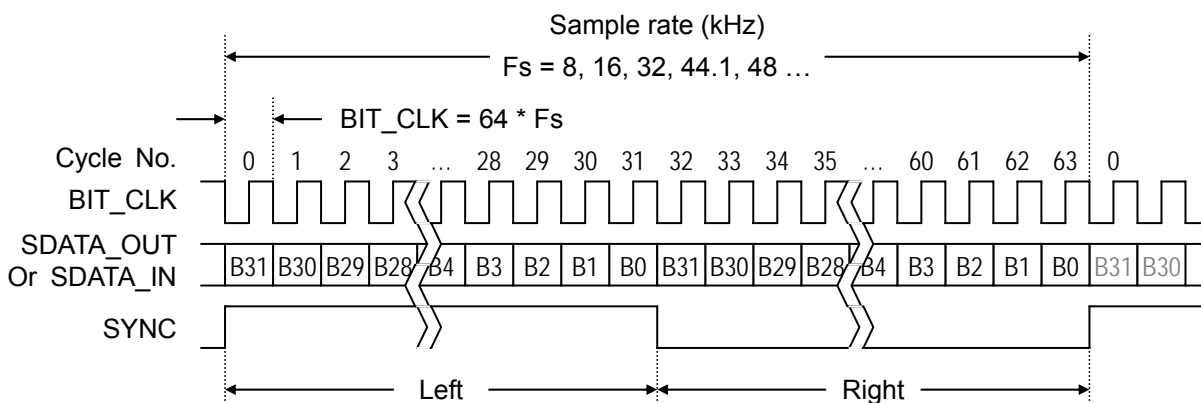 Sample rate (kHz)
Fs = 8, 16, 32, 44.1, 48 …
BIT_CLK = 64 * Fs
Cycle No. 0 1 2 3 ... 28 29 30 31 32 33 34 35 ... 60 61 62 63 0
BIT_CLK
SDATA_OUT
Or SDATA_IN
B31 B30 B29 B28 B4 B3 B2 B1 B0 B31 B30 B29 B28 B4 B3 B2 B1 B0 B31 B30
SYNC
Left Right